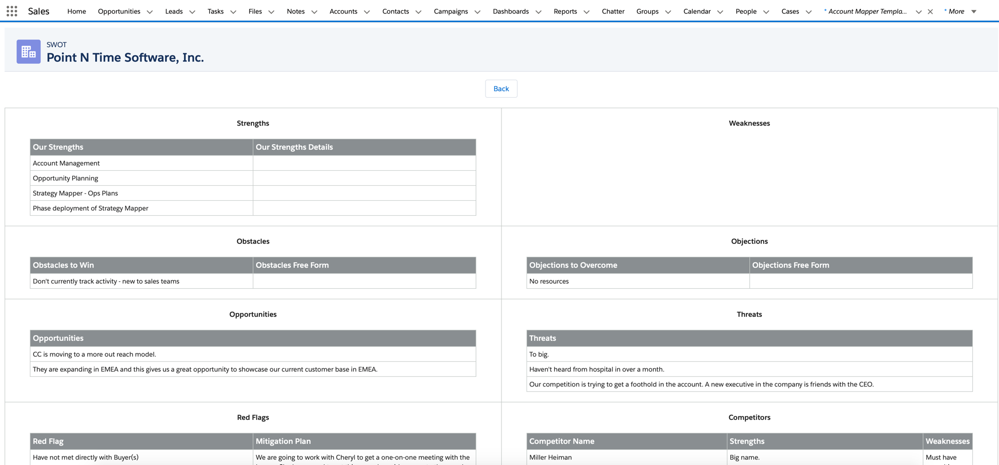 Sales Home Opportunities Leads Tasks Files Notes Accounts Contacts Campaigns Dashboards Reports Chatter Groups Calendar People Cases * Account Mapper Templa... * More
SWOT
Point N Time Software, Inc.
Back
Strengths
Our Strengths Our Strengths Details
Account Management
Opportunity Planning
Strategy Mapper - Ops Plans
Phase deployment of Strategy Mapper
Weaknesses
Obstacles
Obstacles to Win Obstacles Free Form
Don't currently track activity - new to sales teams
Objections
Objections to Overcome Objections Free Form
No resources
Opportunities
Opportunities
CC is moving to a more out reach model.
They are expanding in EMEA and this gives us a great opportunity to showcase our current customer base in EMEA.
Threats
Threats
To big.
Haven't heard from hospital in over a month.
Our competition is trying to get a foothold in the account. A new executive in the company is friends with the CEO.
Red Flags
Red Flag Mitigation Plan
Have not met directly with Buyer(s) We are going to work with Cheryl to get a one-on-one meeting with the
Competitors
Competitor Name Strengths Weaknesses
Miller Heiman Big name. Must have